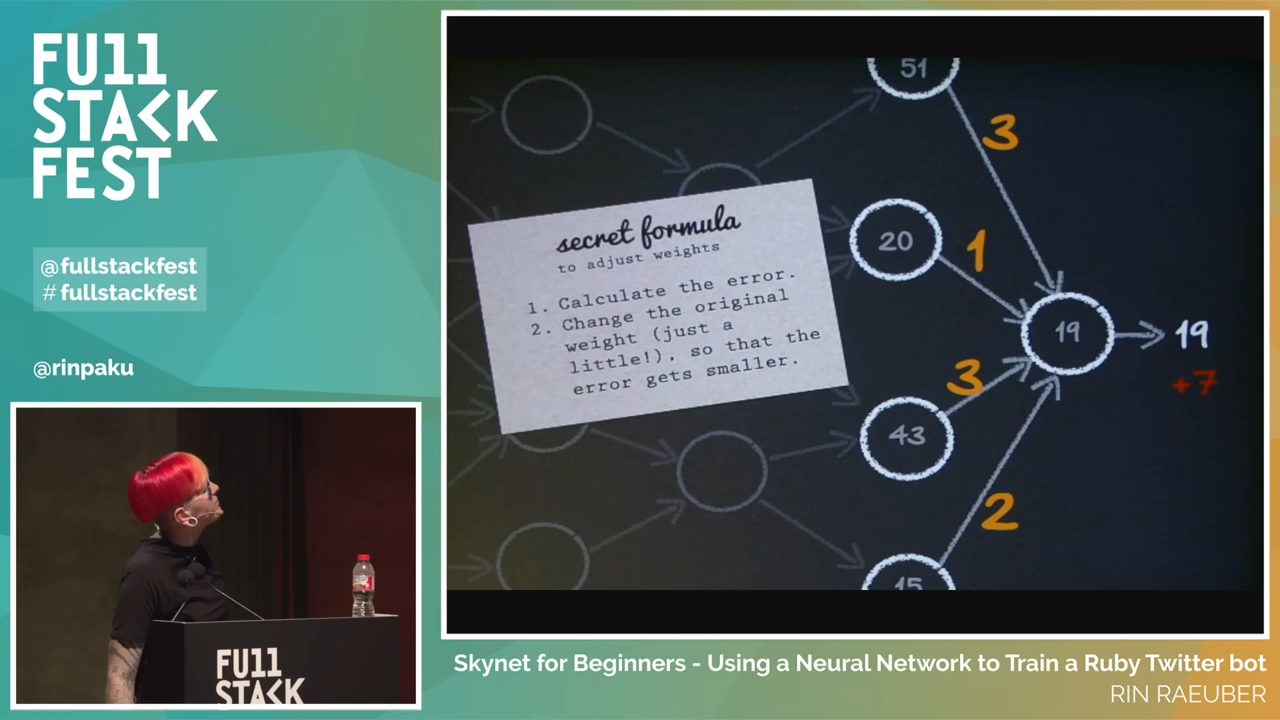 FU11
STACK
FEST
@fullstackfest
# fullstackfest
@rinpaku
FU11
STACK
secret formula
to adjust weights
1. Calculate the error.
2. Change the original
weight (just a
little!), so that the
error gets smaller.
51
3
20
1
19
19
+7
3
43
2
15
Skynet for Beginners - Using a Neural Network to Train a Ruby Twitter bot
RIN RAEUBER